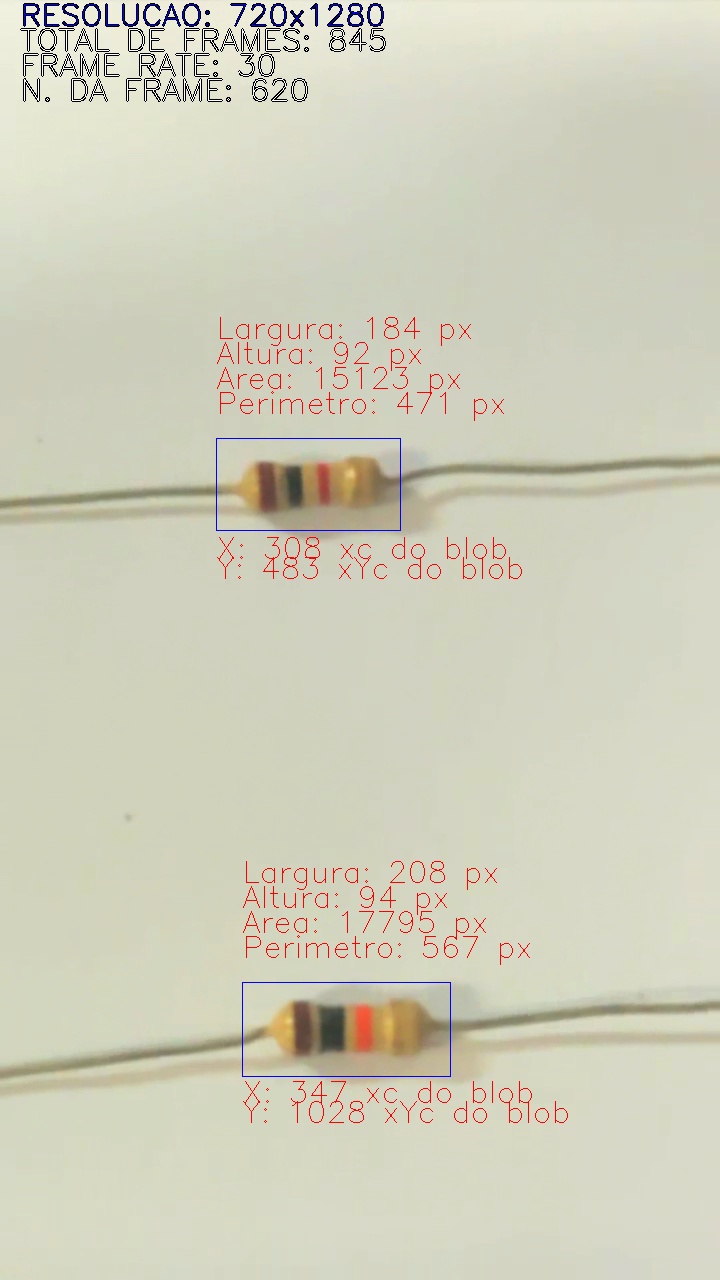 RESOLUCAO: 720x1280
TOTAL DE FRAMES: 845
FRAME RATE: 30
N. DA FRAME: 620
Largura: 184 px
Altura: 92 px
Area: 15123 px
Perimetro: 471 px
X: 308 xc do blob
Y: 483 xYc do blob
Largura: 208 px
Altura: 94 px
Area: 17795 px
Perimetro: 567 px
X: 347 xc do blob
Y: 1028 xYc do blob